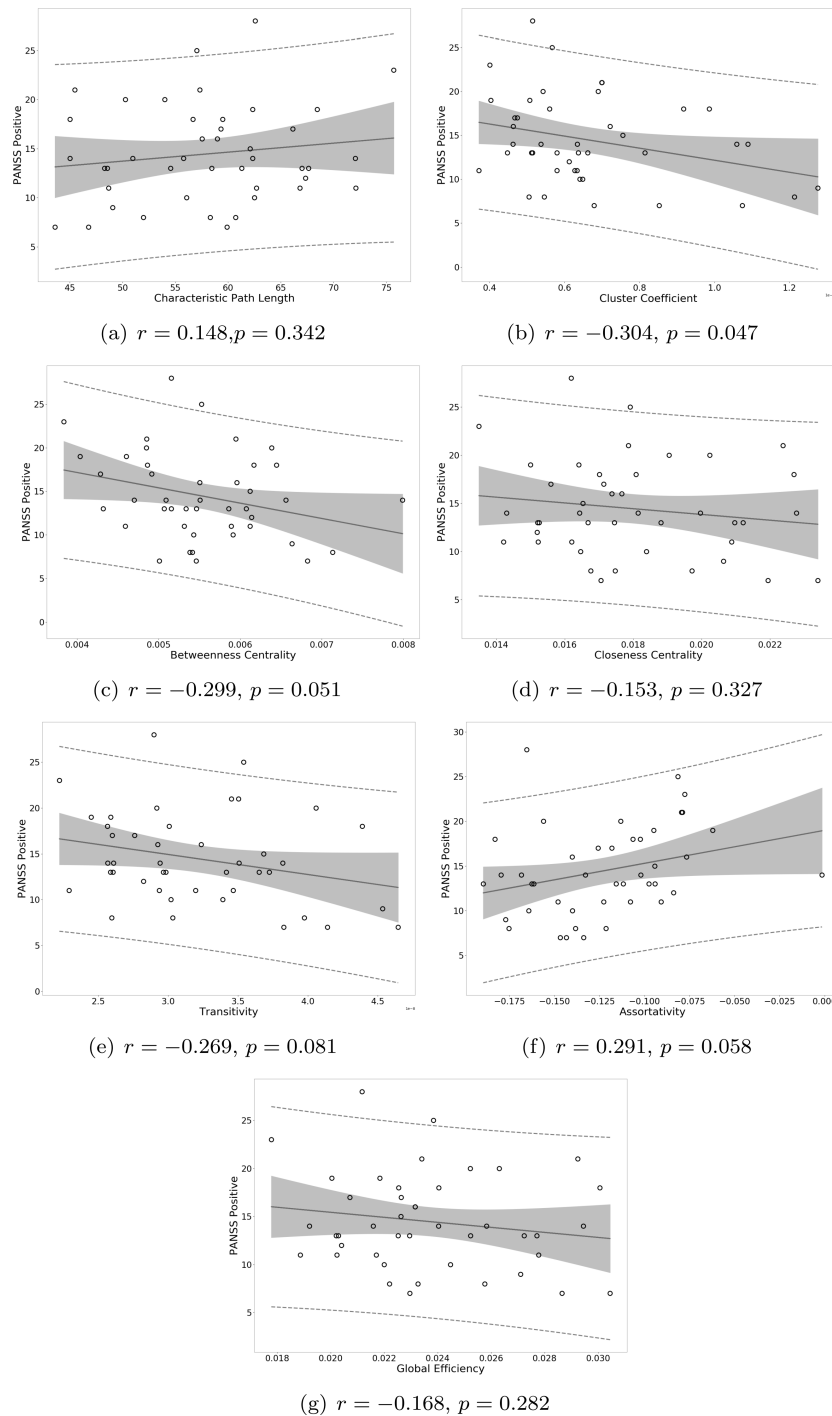 25
20
15
10
5
PANSS Positive
45 50 55 60 65 70 75
Characteristic Path Length
25
20
15
10
5
0
PANSS Positive
0.4 0.6 0.8 1.0 1.2
Cluster Coefficient
(a) r = 0.148,p = 0.342
(b) r = −0.304, p = 0.047
25
20
15
10
5
0
PANSS Positive
0.004 0.005 0.006 0.007 0.008
Betweenness Centrality
25
20
15
10
5
PANSS Positive
0.014 0.016 0.018 0.020 0.022
Closeness Centrality
(c) r = −0.299, p = 0.051
(d) r = −0.153, p = 0.327
25
20
15
10
5
0
PANSS Positive
2.5 3.0 3.5 4.0 4.5
Transitivity
30
25
20
15
10
5
PANSS Positive
−0.175 −0.150 −0.125 −0.100 −0.075 −0.050 −0.025
Assortativity
(e) r = −0.269, p = 0.081
(f) r = 0.291, p = 0.058
25
20
15
10
5
PANSS Positive
0.018 0.020 0.022 0.024 0.026 0.028 0.030
Global Efficiency
(g) r = −0.168, p = 0.282